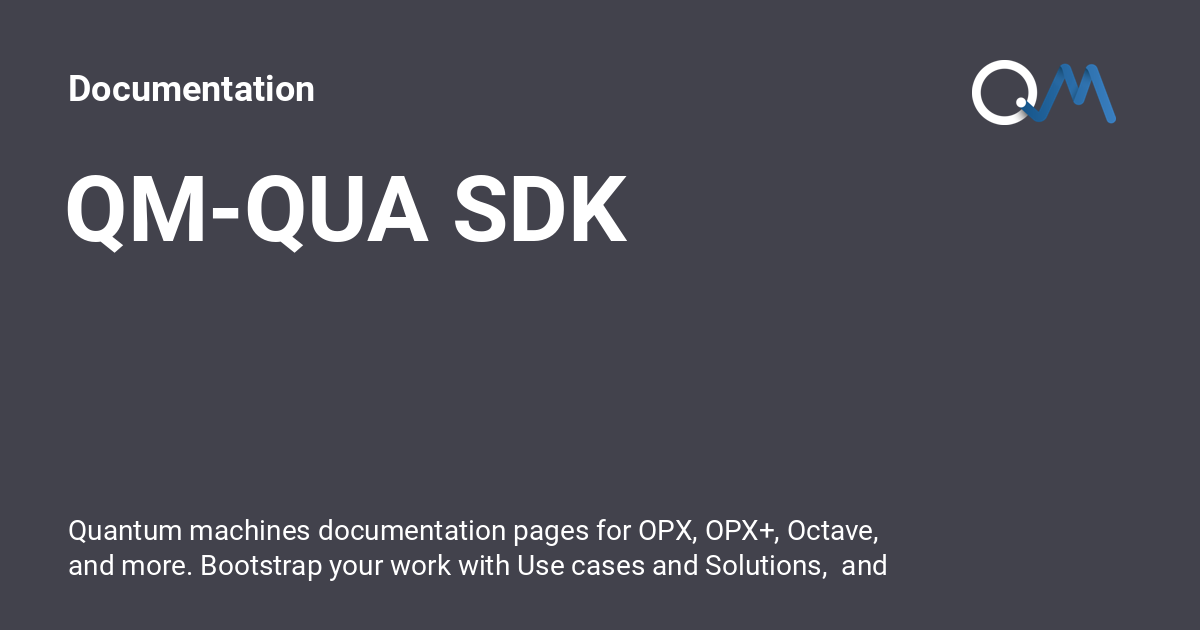 Documentation
QM
QM-QUA SDK
Quantum machines documentation pages for OPX, OPX+, Octave,
and more. Bootstrap your work with Use cases and Solutions,  and